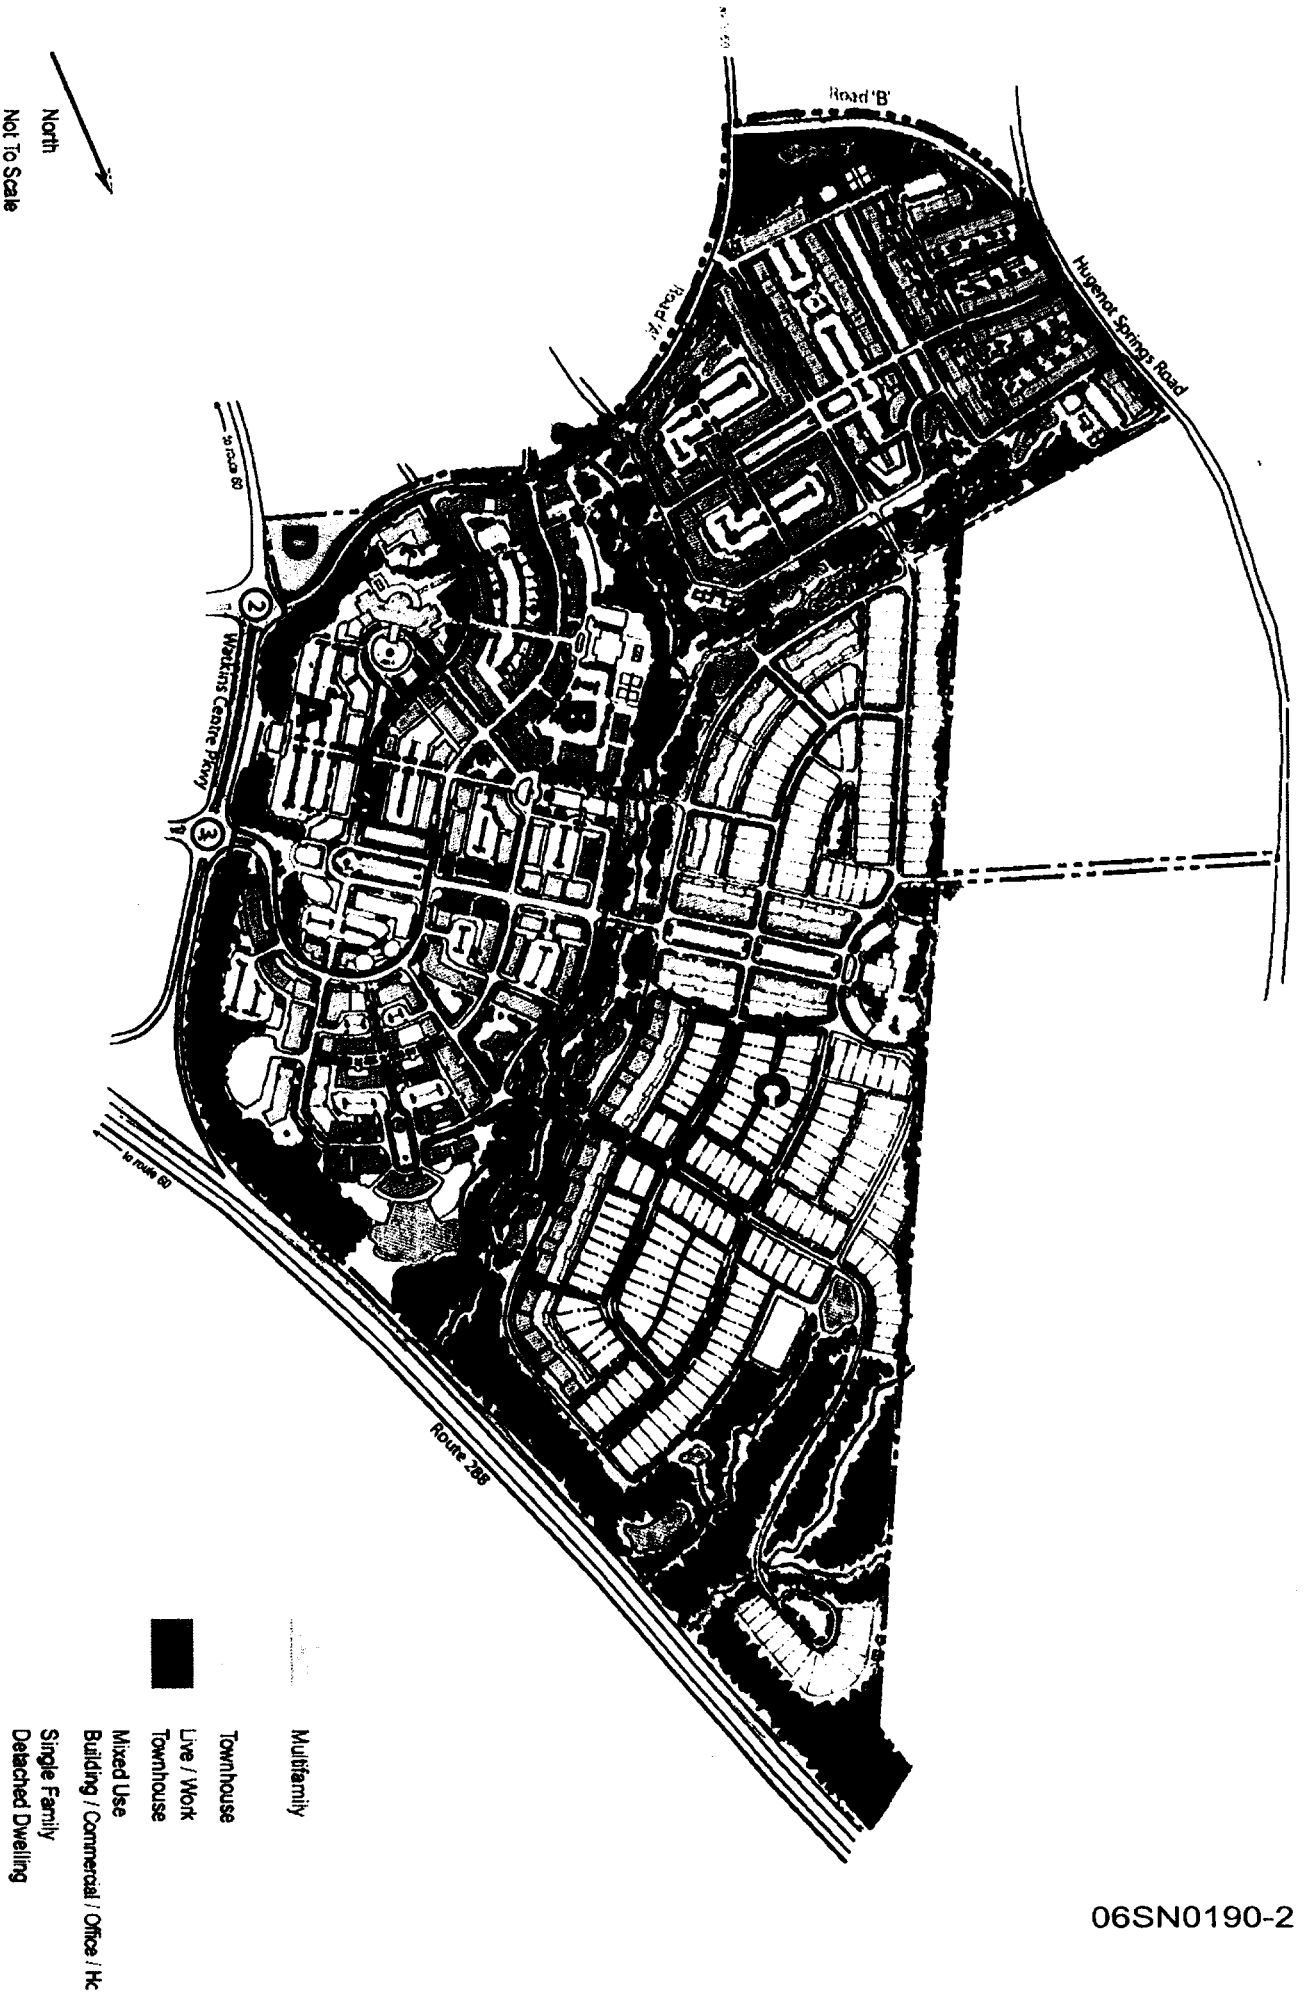 Road 'B'
Hugenot Springs Road
Road 'A'
North
Not To Scale
to route 60
D
2
Watkins Centre Pkwy
A
B
3
C
to route 60
Route 288
Multifamily
Townhouse
Live / Work
Townhouse
Mixed Use
Building / Commercial / Office / Hc
Single Family
Detached Dwelling
06SN0190-2